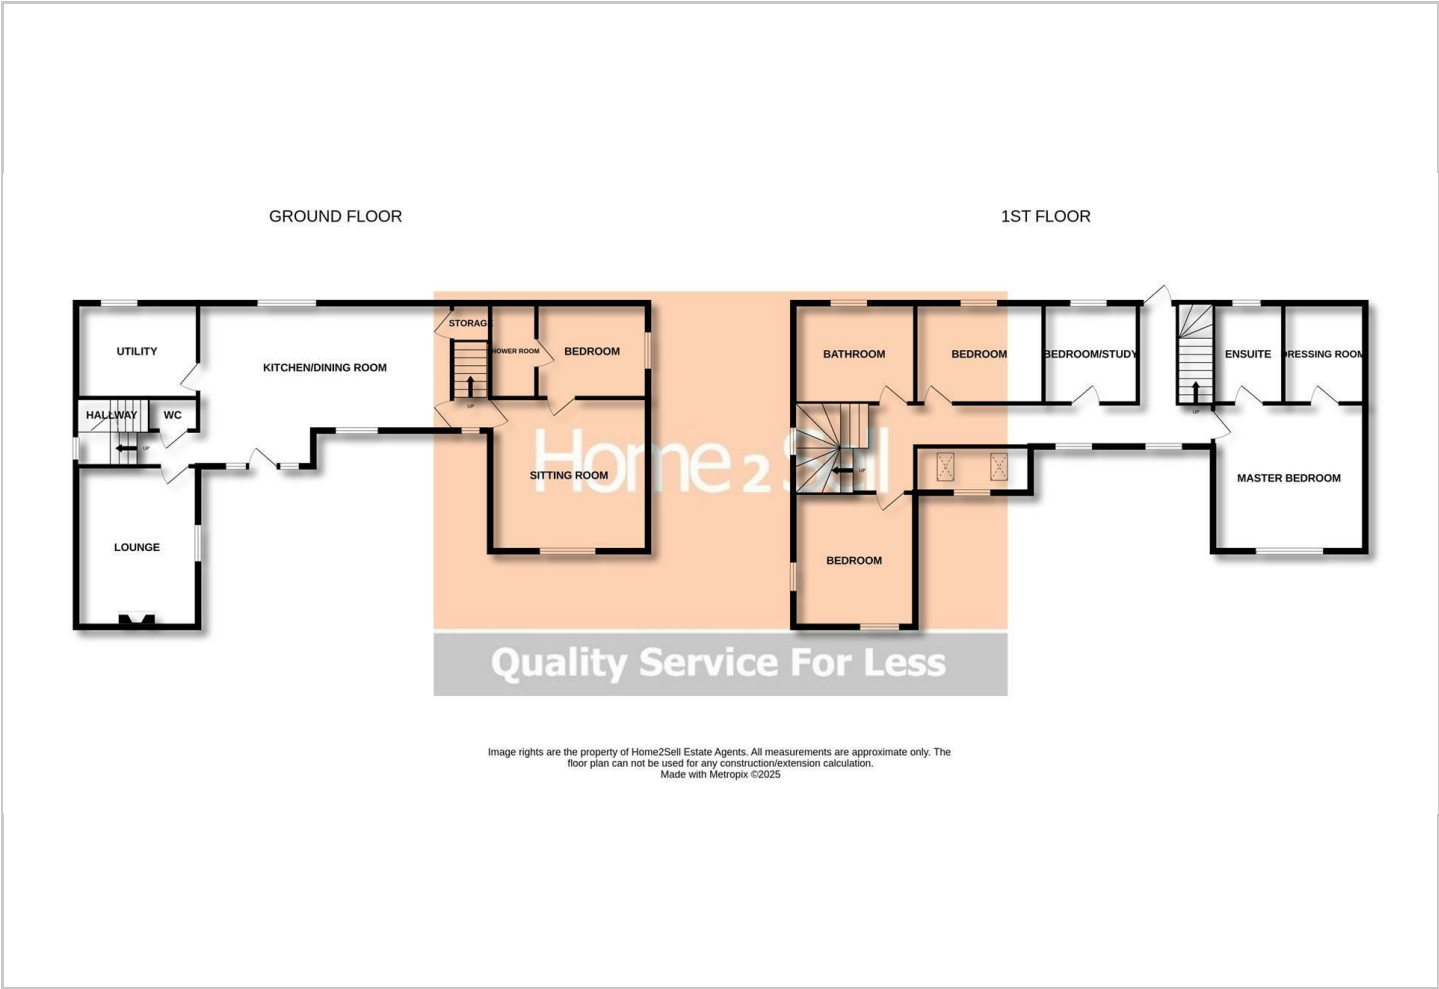 GROUND FLOOR
1ST FLOOR
UTILITY
KITCHEN/DINING ROOM
STORAGE
HOWER ROOM
BEDROOM
HALLWAY
WC
UP
UP
SITTING ROOM
LOUNGE
BATHROOM
BEDROOM
BEDROOM/STUDY
ENSUITE
DRESSING ROOM
UP
UP
MASTER BEDROOM
BEDROOM
Home 2 Sell
Quality Service For Less
Image rights are the property of Home2Sell Estate Agents. All measurements are approximate only. The
floor plan can not be used for any construction/extension calculation.
Made with Metropix ©2025